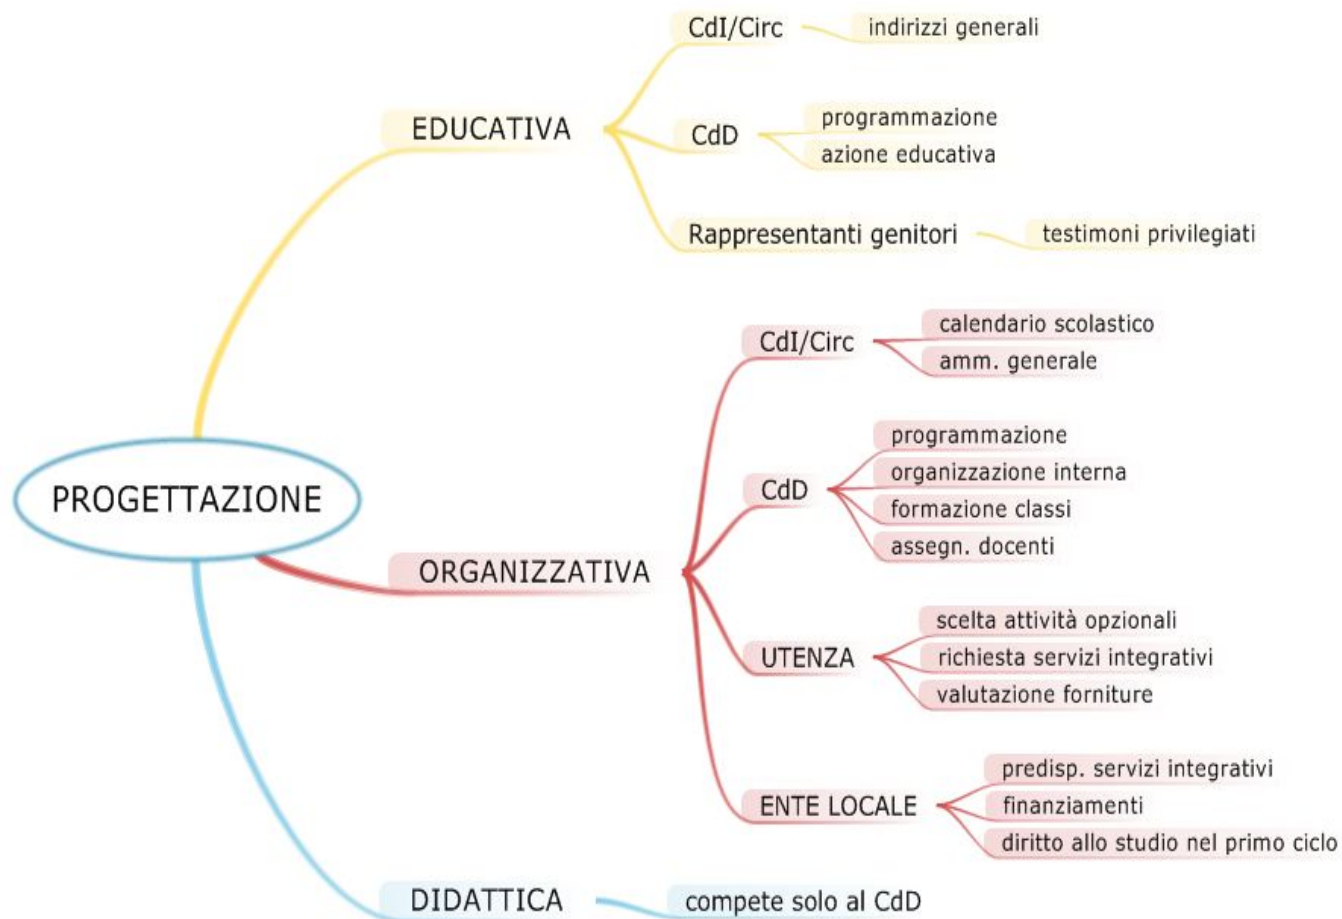 PROGETTAZIONE
EDUCATIVA
CdI/Circ
indirizzi generali
CdD
programmazione
azione educativa
Rappresentanti genitori
testimoni privilegiati
ORGANIZZATIVA
CdI/Circ
calendario scolastico
amm. generale
CdD
programmazione
organizzazione interna
formazione classi
assegn. docenti
UTENZA
scelta attività opzionali
richiesta servizi integrativi
valutazione forniture
ENTE LOCALE
predisp. servizi integrativi
finanziamenti
diritto allo studio nel primo ciclo
DIDATTICA
compete solo al CdD